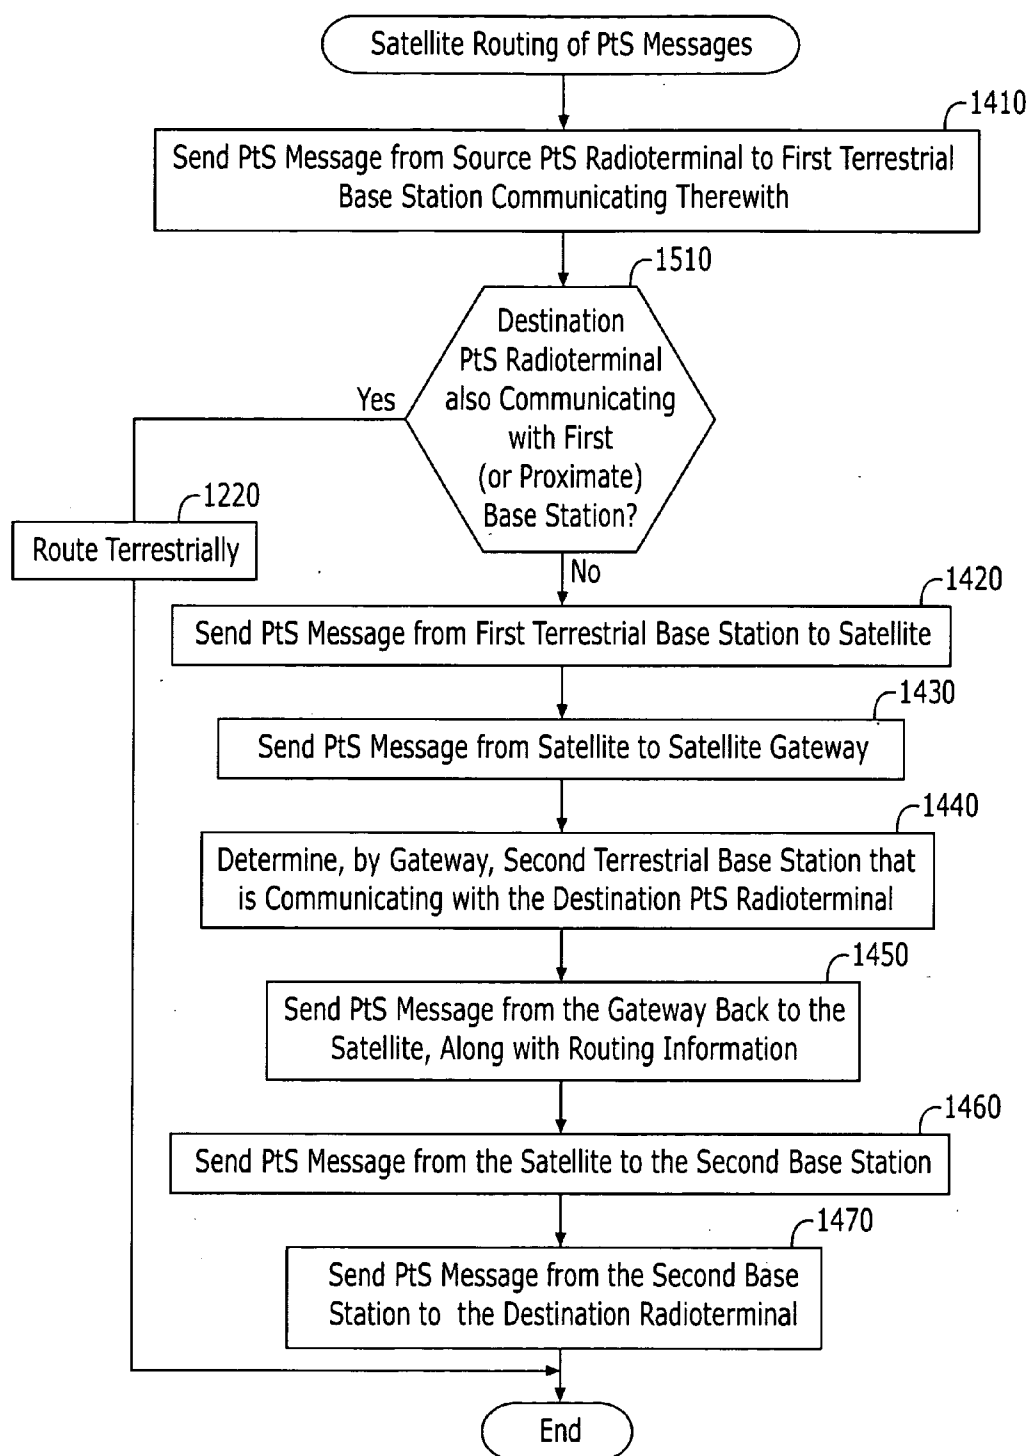 Satellite Routing of PtS Messages
1410
Send PtS Message from Source PtS Radioterminal to First Terrestrial
Base Station Communicating Therewith
1510
Destination
PtS Radioterminal
also Communicating
with First
(or Proximate)
Base Station?
Yes
1220
Route Terrestrially
No
1420
Send PtS Message from First Terrestrial Base Station to Satellite
1430
Send PtS Message from Satellite to Satellite Gateway
1440
Determine, by Gateway, Second Terrestrial Base Station that
is Communicating with the Destination PtS Radioterminal
1450
Send PtS Message from the Gateway Back to the
Satellite, Along with Routing Information
1460
Send PtS Message from the Satellite to the Second Base Station
1470
Send PtS Message from the Second Base
Station to the Destination Radioterminal
End